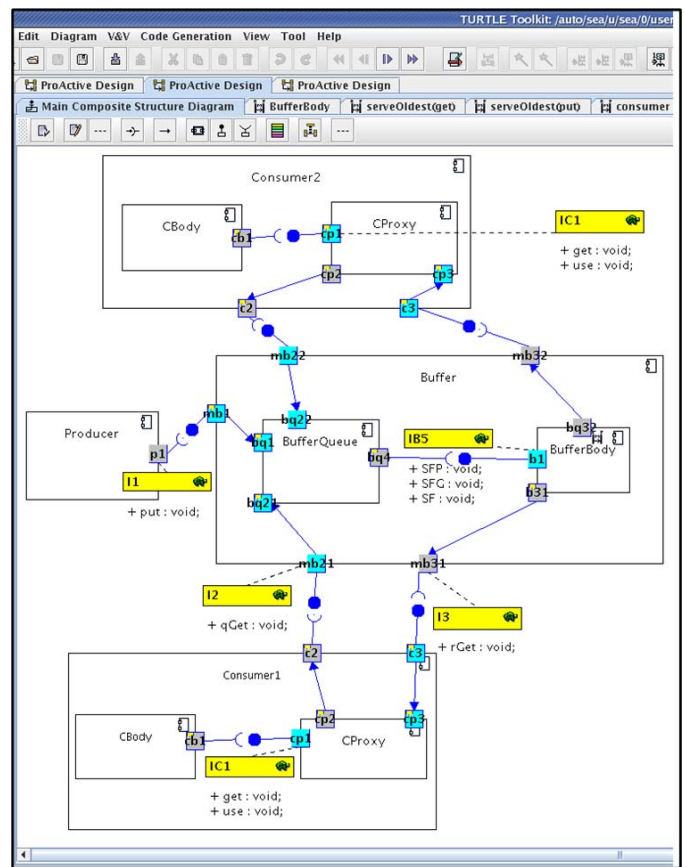 TURTLE Toolkit: /auto/sea/u/sea/0/user
Edit Diagram V&V Code Generation View Tool Help
ProActive Design ProActive Design ProActive Design
Main Composite Structure Diagram BufferBody serveOldest(get) serveOldest(put) consumer
Consumer2
CBody
cb1
cp1
CProxy
IC1
+ get : void;
+ use : void;
cp2
cp3
c2
c3
mb22
mb32
Buffer
Producer
p1
mb1
bq22
bq1
BufferQueue
bq4
IB5
bq32
BufferBody
b1
I1
+ put : void;
+ SFP : void;
+ SFG : void;
+ SF : void;
b31
bq21
mb21
mb31
I2
+ qGet : void;
I3
+ rGet : void;
c2
c3
Consumer1
cp2
cp3
CBody
cb1
cp1
CProxy
IC1
+ get : void;
+ use : void;